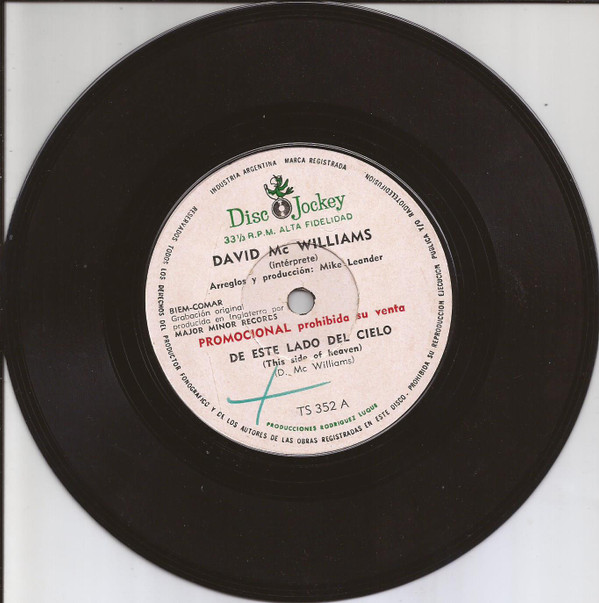 INDUSTRIA ARGENTINA MARCA REGISTRADA
Disc Jockey
33⅓ R.P.M. ALTA FIDELIDAD
DAVID Mc WILLIAMS
(intérprete)
Arreglos y producción: Mike Leander
BIEM-COMAR
Grabación original
producida en Inglaterra por
MAJOR MINOR RECORDS
PROMOCIONAL prohibida su venta
DE ESTE LADO DEL CIELO
(This side of heaven)
(D. Mc Williams)
TS 352 A
PRODUCCIONES RODRIGUEZ LUQUE
RESERVADOS TODOS LOS DERECHOS DEL PRODUCTOR FONOGRAFICO Y DE LOS AUTORES DE LAS OBRAS REGISTRADAS EN ESTE DISCO - PROHIBIDA SU REPRODUCCION EJECUCION PUBLICA Y/O RADIOTELEDIFUSION